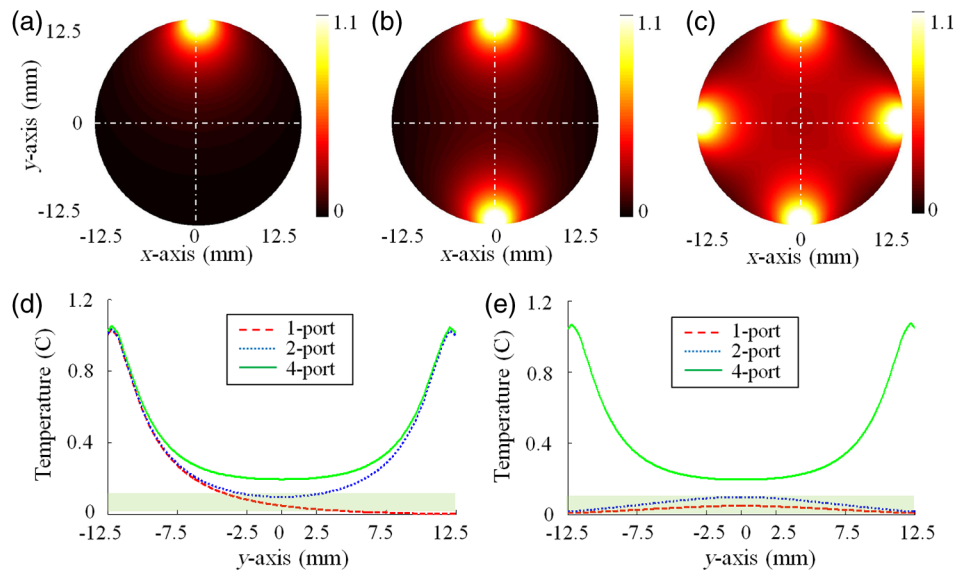 (a)
12.5
0
-12.5
y-axis (mm)
-12.5
12.5
x-axis (mm)
1.1
0
(b)
-12.5
12.5
x-axis (mm)
1.1
0
(c)
-12.5
12.5
x-axis (mm)
1.1
0
(d)
Temperature (C)
1.2
0.8
0.4
0
1-port
2-port
4-port
-12.5
-7.5
-2.5
0
2.5
7.5
12.5
y-axis (mm)
(e)
Temperature (C)
1.2
0.8
0.4
0
1-port
2-port
4-port
-12.5
-7.5
-2.5
0
2.5
7.5
12.5
y-axis (mm)